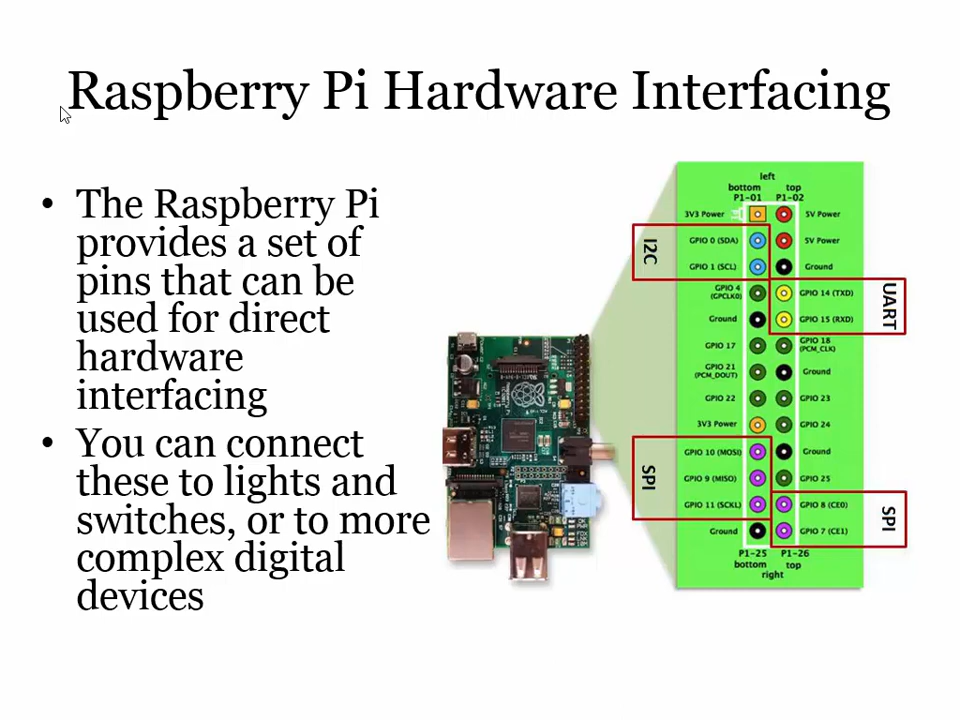 Raspberry Pi Hardware Interfacing
• The Raspberry Pi
provides a set of
pins that can be
used for direct
hardware
interfacing
• You can connect
these to lights and
switches, or to more
complex digital
devices
left
bottom top
P1-01 P1-02
3V3 Power 5V Power
I2C
GPIO 0 (SDA) 5V Power
GPIO 1 (SCL) Ground
UART
GPIO 4
(GPCLK0) GPIO 14 (TXD)
Ground GPIO 15 (RXD)
GPIO 17 GPIO 18
(PCM_CLK)
GPIO 21
(PCM_DOUT) Ground
GPIO 22 GPIO 23
3V3 Power GPIO 24
SPI
GPIO 10 (MOSI) Ground
GPIO 9 (MISO) GPIO 25
GPIO 11 (SCKL) GPIO 8 (CE0)
SPI
Ground GPIO 7 (CE1)
P1-25 P1-26
bottom top
right